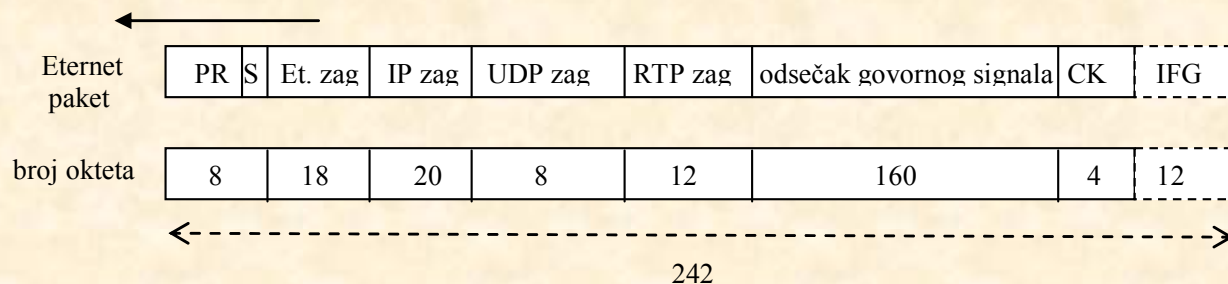 Eternet paket PR S Et. zag IP zag UDP zag RTP zag odsečak govornog signala CK IFG
broj okteta 8 18 20 8 12 160 4 12
242